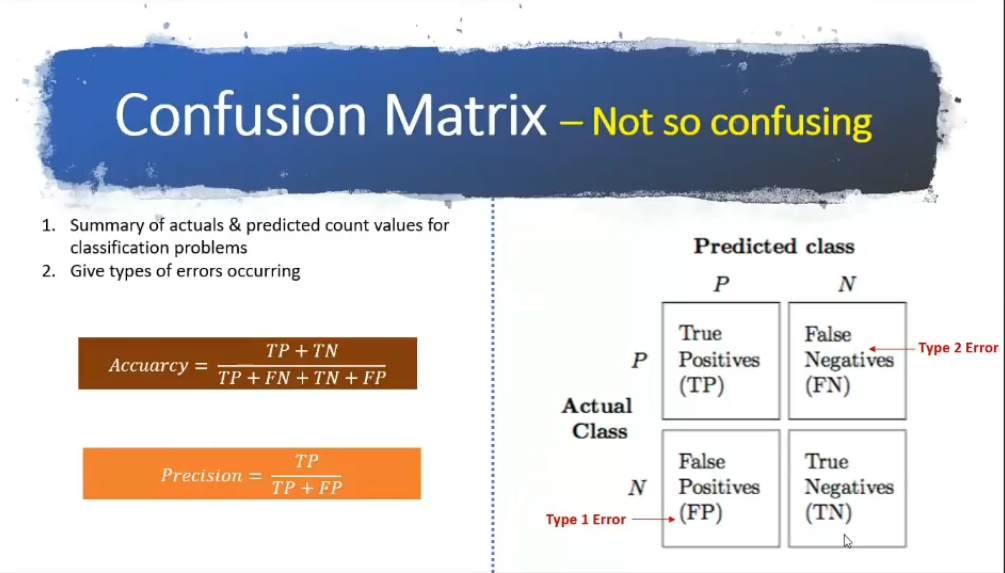 Confusion Matrix – Not so confusing
1. Summary of actuals & predicted count values for
classification problems
2. Give types of errors occurring
Accuarcy = TP + TN / TP + FN + TN + FP
Precision = TP / TP + FP
Predicted class
P N
Actual
Class
P
True
Positives
(TP)
False
Negatives
(FN)
Type 2 Error
N
False
Positives
(FP)
Type 1 Error
True
Negatives
(TN)